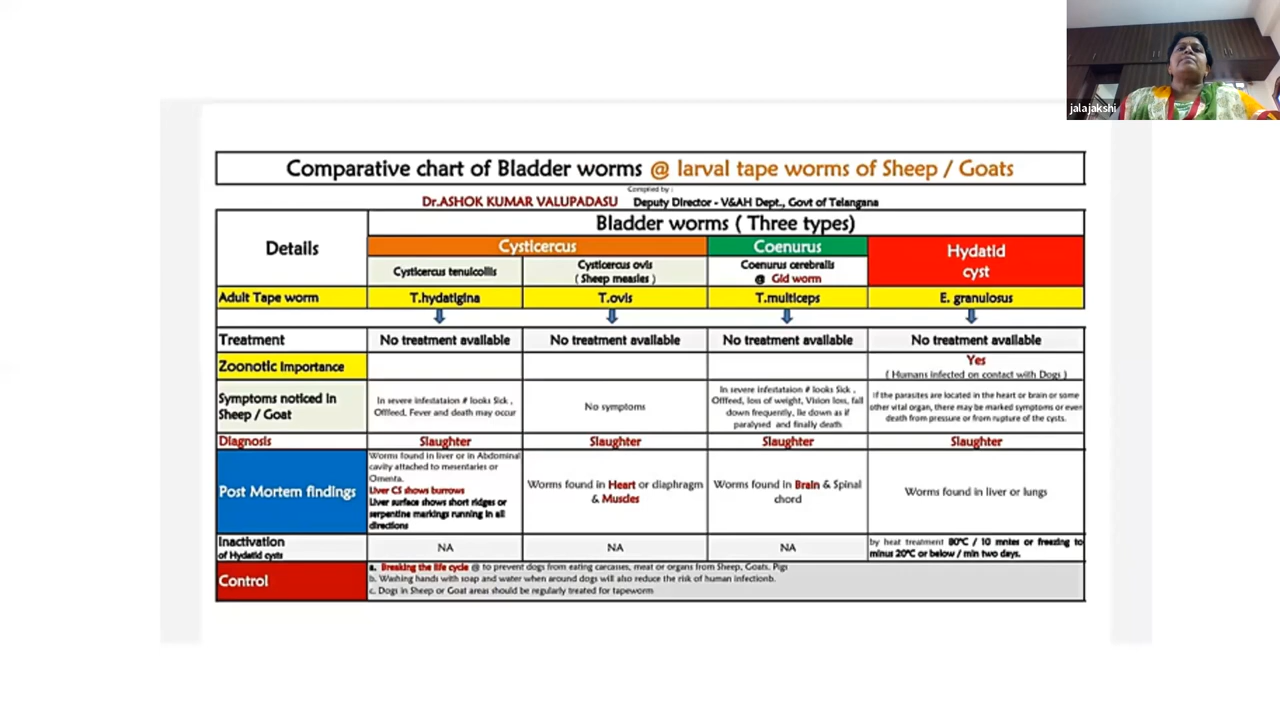 jalajakshi
Comparative chart of Bladder worms @ larval tape worms of Sheep / Goats
Compiled by :
Dr.ASHOK KUMAR VALUPADASU Deputy Director - V&AH Dept., Govt of Telangana
Details
Bladder worms ( Three types)
Cysticercus
Coenurus
Hydatid
cyst
Cysticercus tenuicollis
Cysticercus ovis
( Sheep measles )
Coenurus cerebralis
@ Gid worm
Adult Tape worm
T.hydatigina
T.ovis
T.multiceps
E. granulosus
Treatment
No treatment available
No treatment available
No treatment available
No treatment available
Zoonotic Importance
Yes
( Humans infected on contact with Dogs )
Symptoms noticed in
Sheep / Goat
In severe infestataion # looks Sick ,
Offfeed, Fever and death may occur
No symptoms
In severe infestataion # looks Sick ,
Offfeed, loss of weight, Vision loss, fall
down frequently, lie down as if
paralysed and finally death
If the parasites are located in the heart or brain or some
other vital organ, there may be marked symptoms or even
death from pressure or from rupture of the cysts.
Diagnosis
Slaughter
Slaughter
Slaughter
Slaughter
Post Mortem findings
Worms found in liver or in Abdominal
cavity attached to mesentaries or
Omenta.
Liver CS shows burrows
Liver surface shows short ridges or
serpentine markings running in all
directions
Worms found in Heart or diaphragm
& Muscles
Worms found in Brain & Spinal
chord
Worms found in liver or lungs
Inactivation
of Hydatid cysts
NA
NA
NA
by heat treatment 80°C / 10 mntes or freezing to
minus 20°C or below / min two days.
Control
a. Breaking the life cycle @ to prevent dogs from eating carcasses, meat or organs from Sheep, Goats, Pigs
b. Washing hands with soap and water when around dogs will also reduce the risk of human infectionb.
c. Dogs in Sheep or Goat areas should be regularly treated for tapeworm